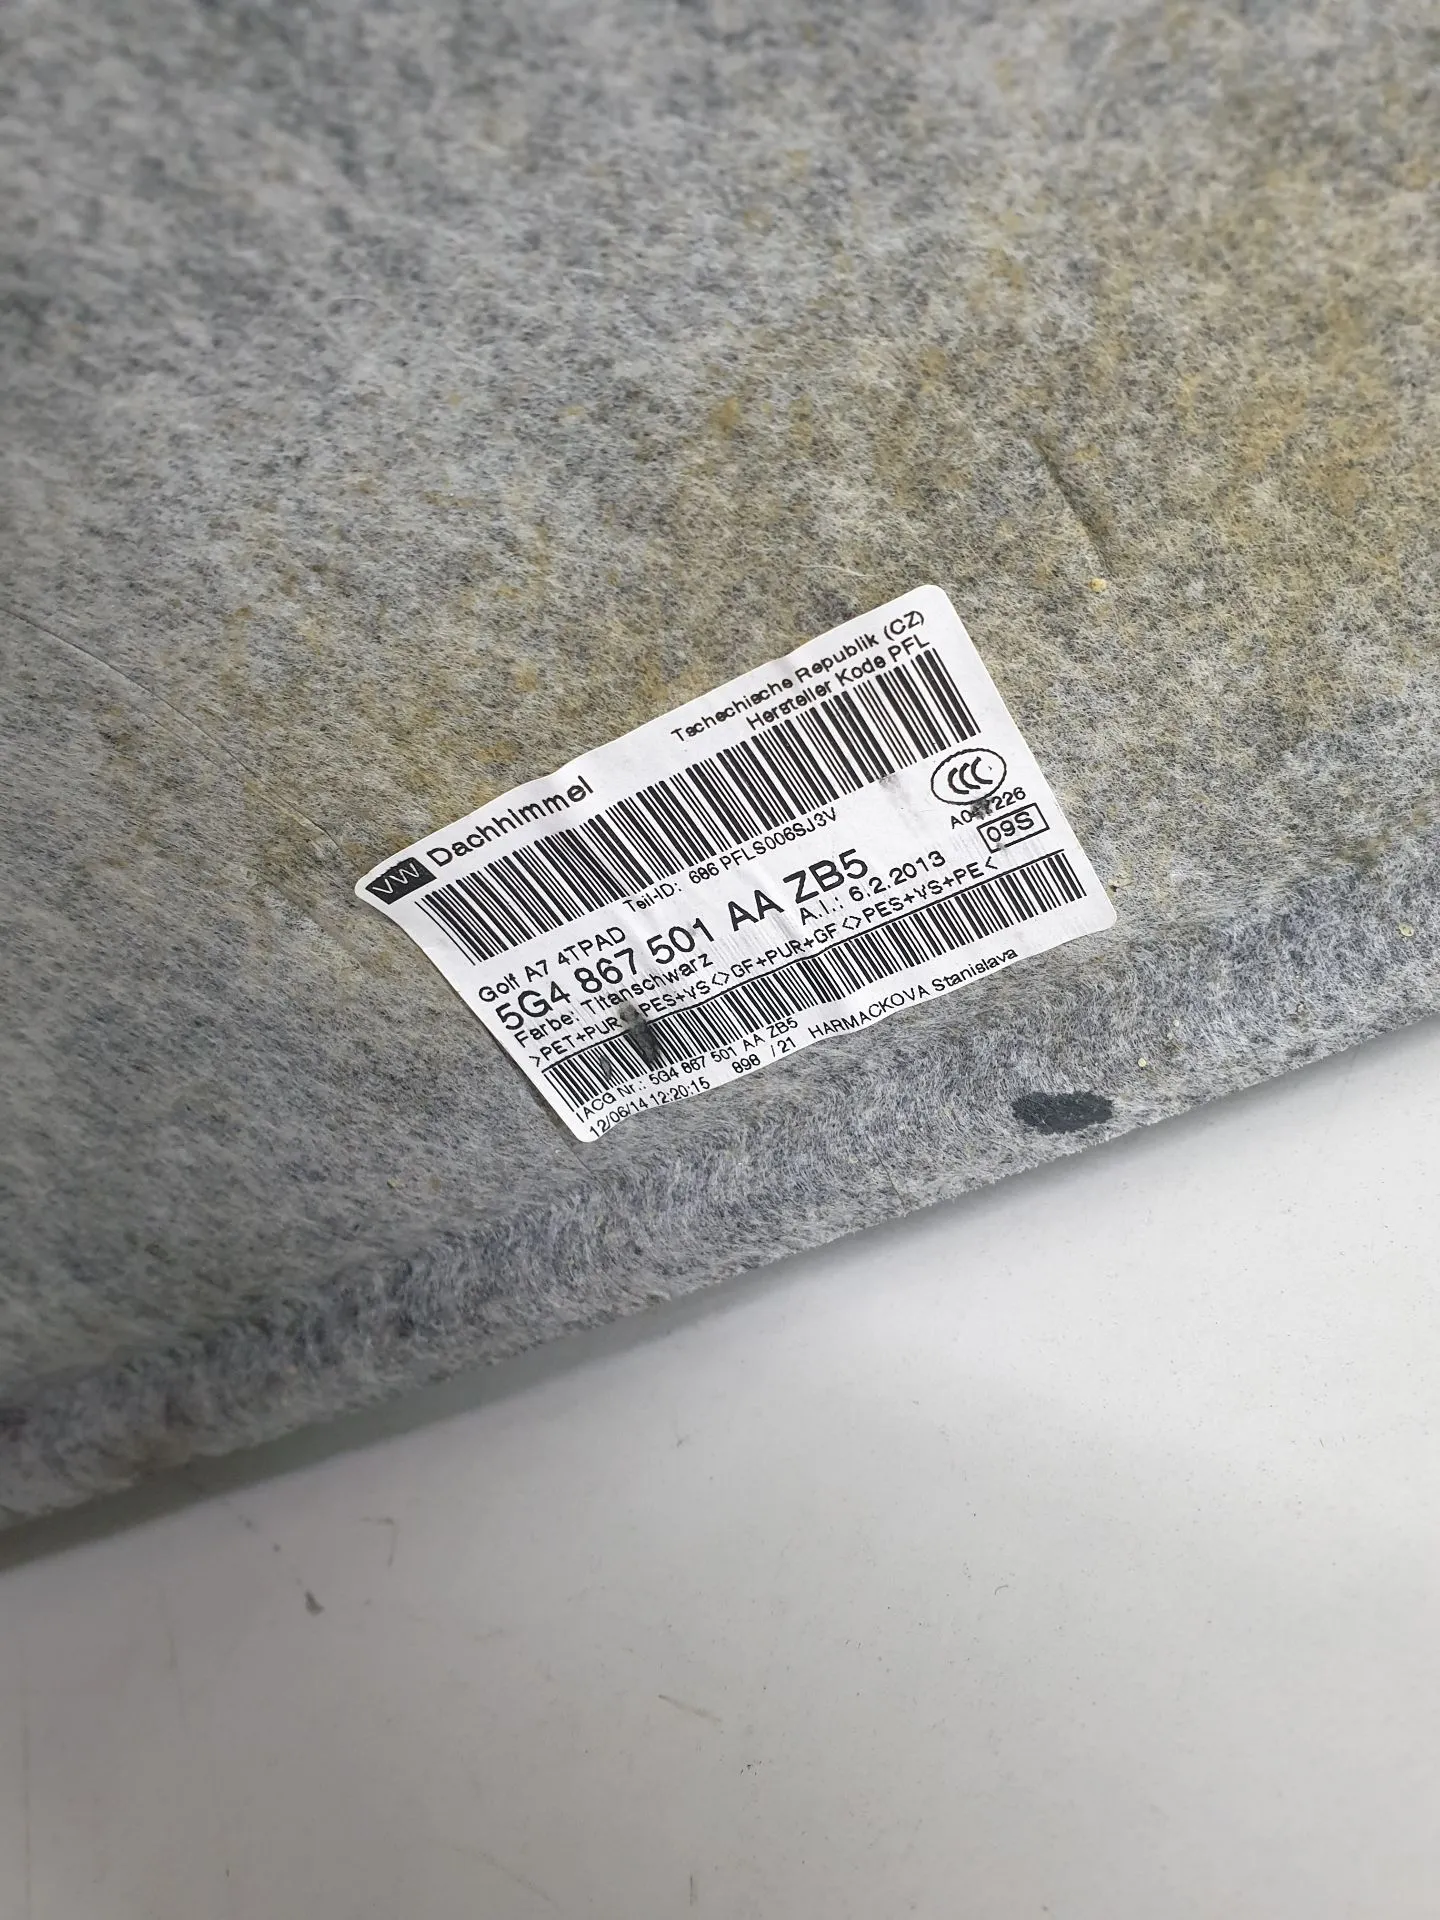 Tschechische Republik (CZ)
Hersteller Kode PFL
VW Dachhimmel
CCC
A047226
09S
Teil-ID: 686 PFLS006SJ3V
Golf A7 4TPAD
5G4 867 501 AA ZB5
Farbe: Titanschwarz A.I.: 6.2.2013
>PET+PUR PES+VS<>GF+PUR+GF<>PES+VS+PE<
IACG Nr.: 5G4 867 501 AA ZB5
12/06/14 12:20:15 898 /21 HARMACKOVA Stanislava